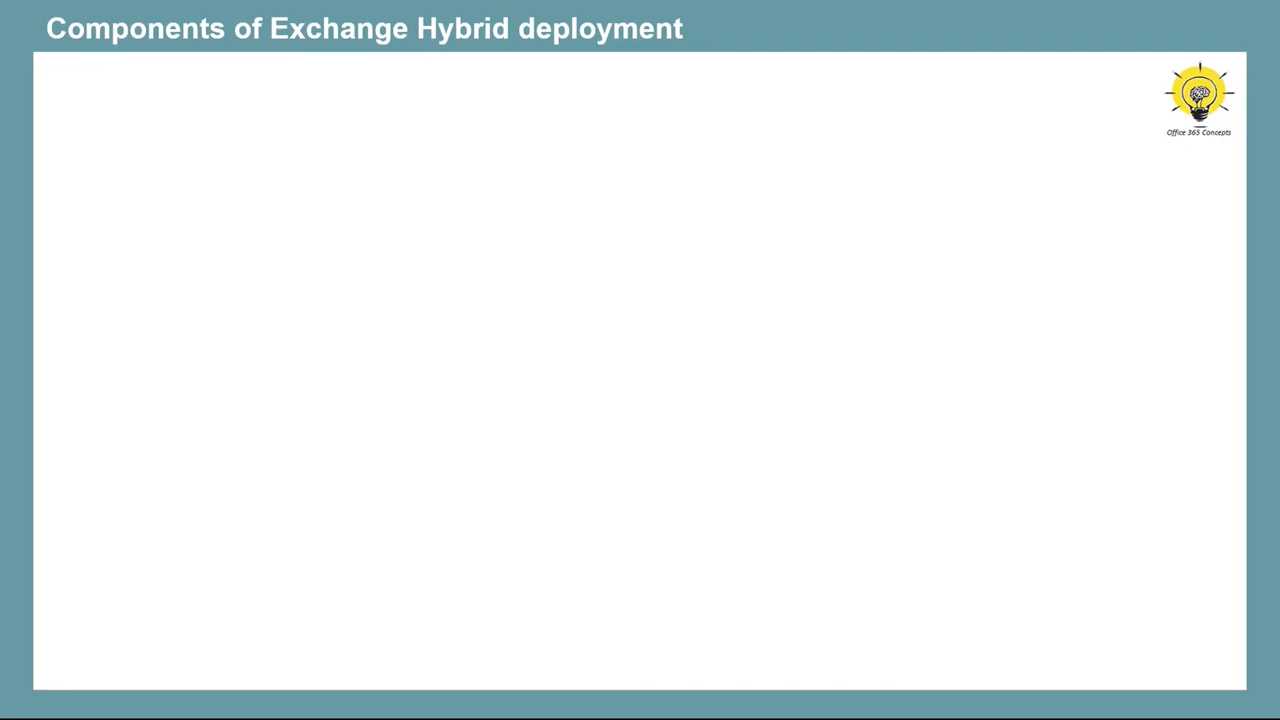 Components of Exchange Hybrid deployment
Office 365 Concepts